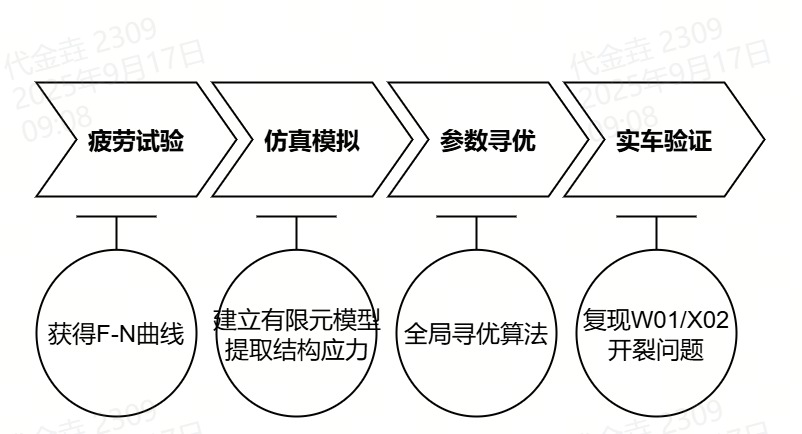 代金垚 2309
2025年9月17日
09:08
代金垚 2309
2025年9月17日
09:08
疲劳试验
仿真模拟
参数寻优
实车验证
获得F-N曲线
建立有限元模型
提取结构应力
全局寻优算法
复现W01/X02
开裂问题
代金垚 2309
代金垚 2309